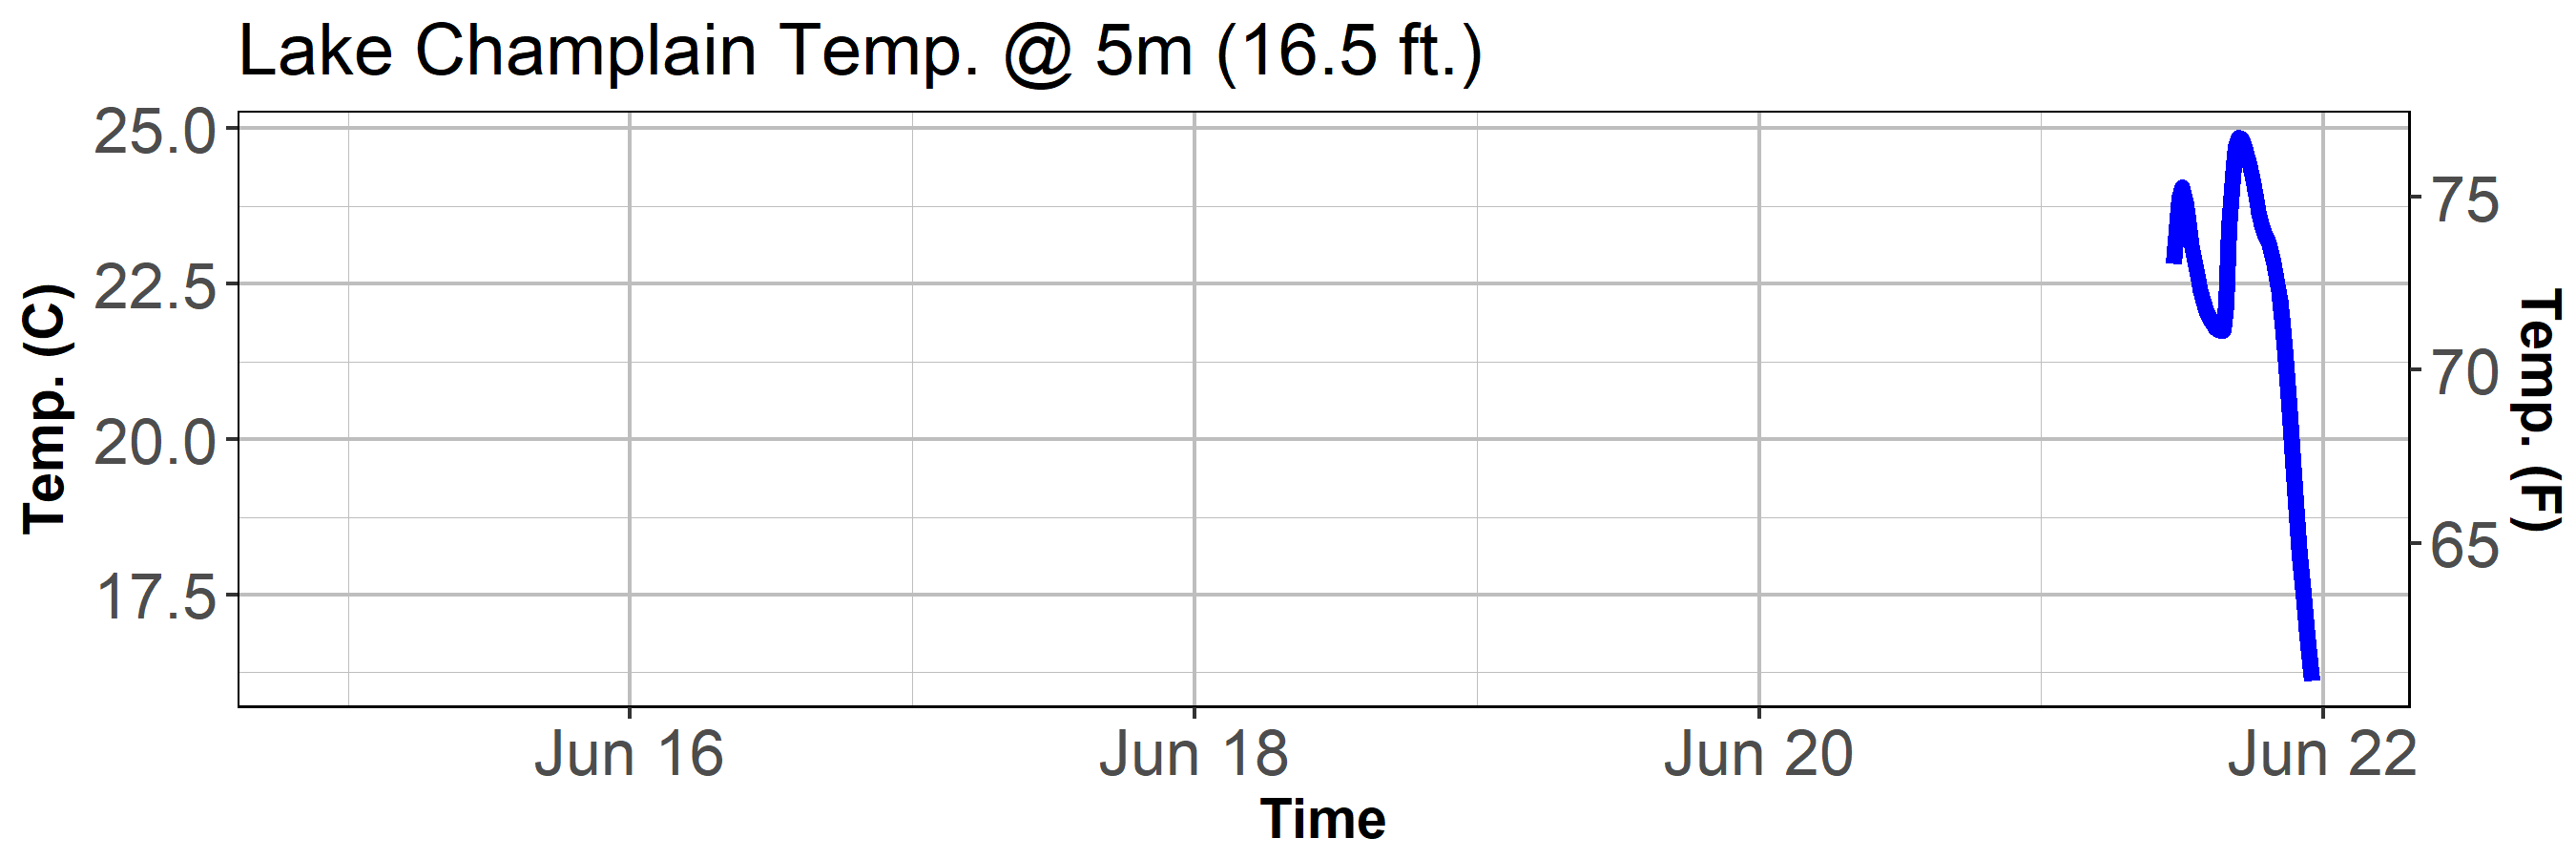 Lake Champlain Temp. @ 5m (16.5 ft.)
25.0
22.5
20.0
17.5
Temp. (C)
75
70
65
Temp. (F)
Jun 16 Jun 18 Jun 20 Jun 22
Time